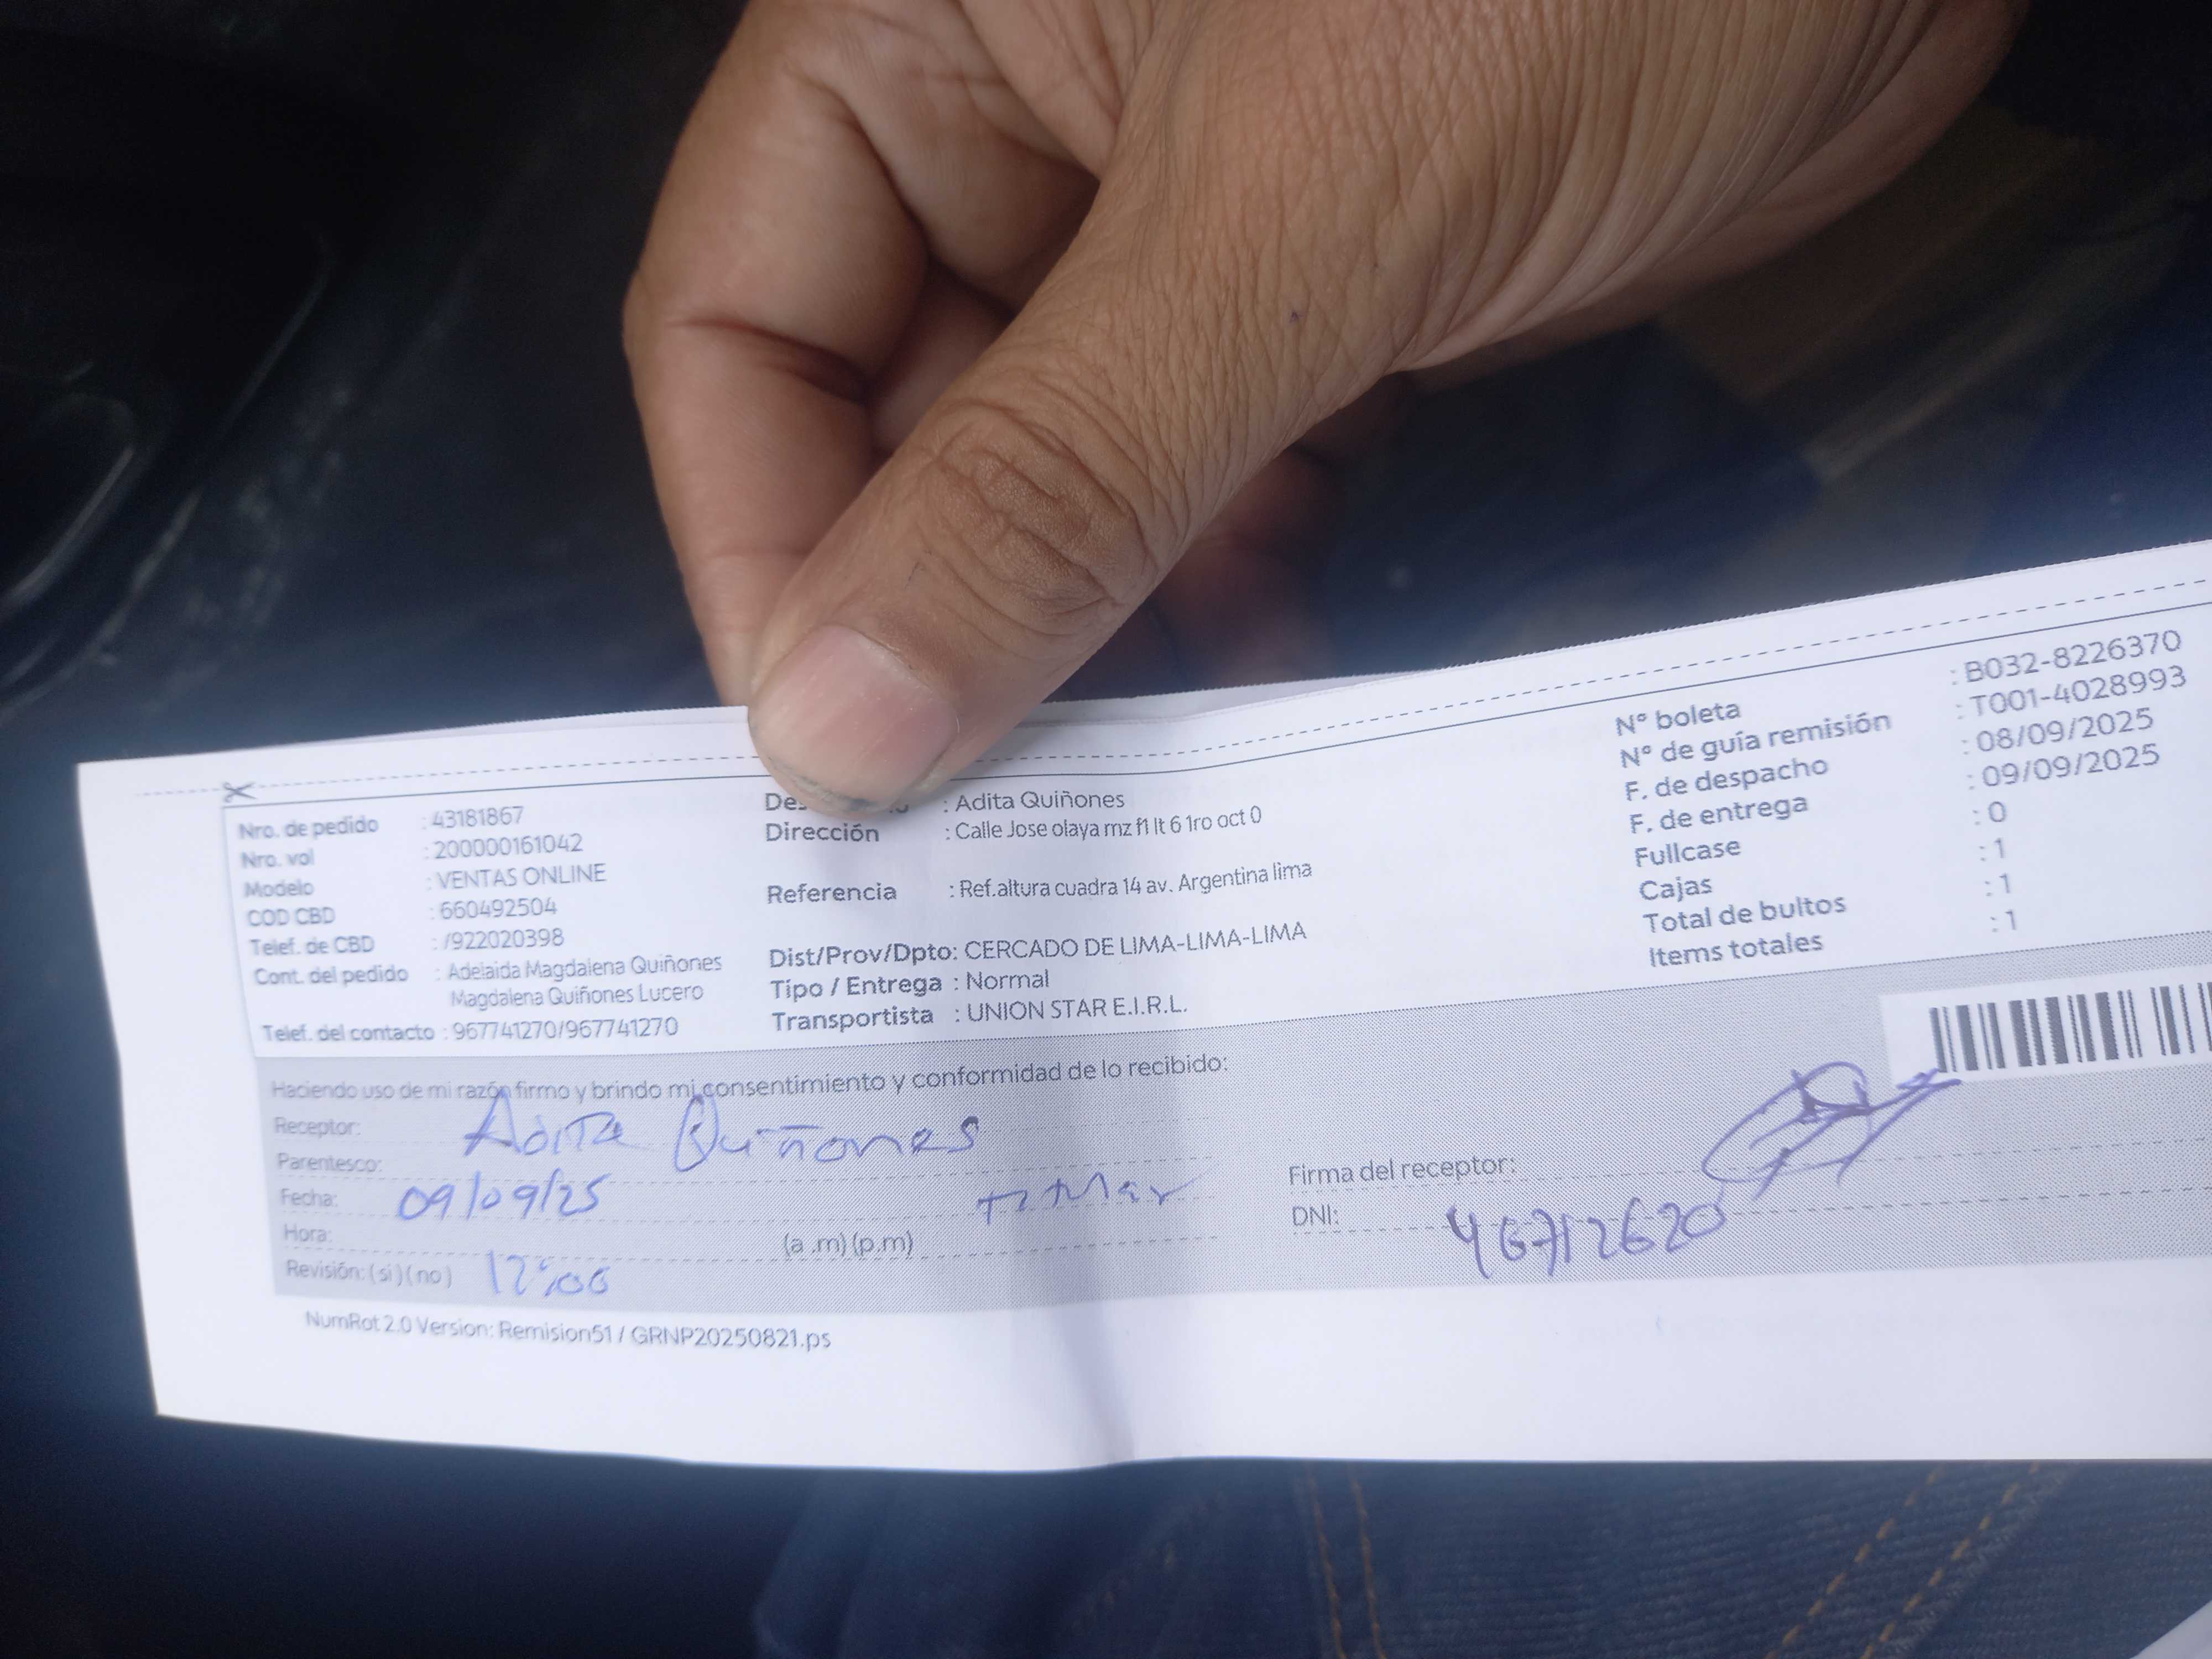 Nro. de pedido : 43181867
Nro. vol : 200000161042
Modelo : VENTAS ONLINE
COD CBD : 660492504
Telef. de CBD : /922020398
Cont. del pedido : Adelaida Magdalena Quiñones
Magdalena Quiñones Lucero
Telef. del contacto : 967741270/967741270
: Adita Quiñones
Dirección : Calle Jose olaya mz f1 lt 6 1ro oct 0
Referencia : Ref.altura cuadra 14 av. Argentina lima
Dist/Prov/Dpto: CERCADO DE LIMA-LIMA-LIMA
Tipo / Entrega : Normal
Transportista : UNION STAR E.I.R.L.
N° boleta : B032-8226370
N° de guía remisión : T001-4028993
F. de despacho : 08/09/2025
F. de entrega : 09/09/2025
Fullcase : 0
Cajas : 1
Total de bultos : 1
Items totales : 1
Haciendo uso de mi razón firmo y brindo mi consentimiento y conformidad de lo recibido:
Receptor: Adita Quiñones
Parentesco:
Fecha: 09/09/25
Hora: (a .m) (p.m)
Revisión: (si) (no) 12:00
Firma del receptor:
DNI: 46712620
NumRot 2.0 Version: Remision51 / GRNP20250821.ps